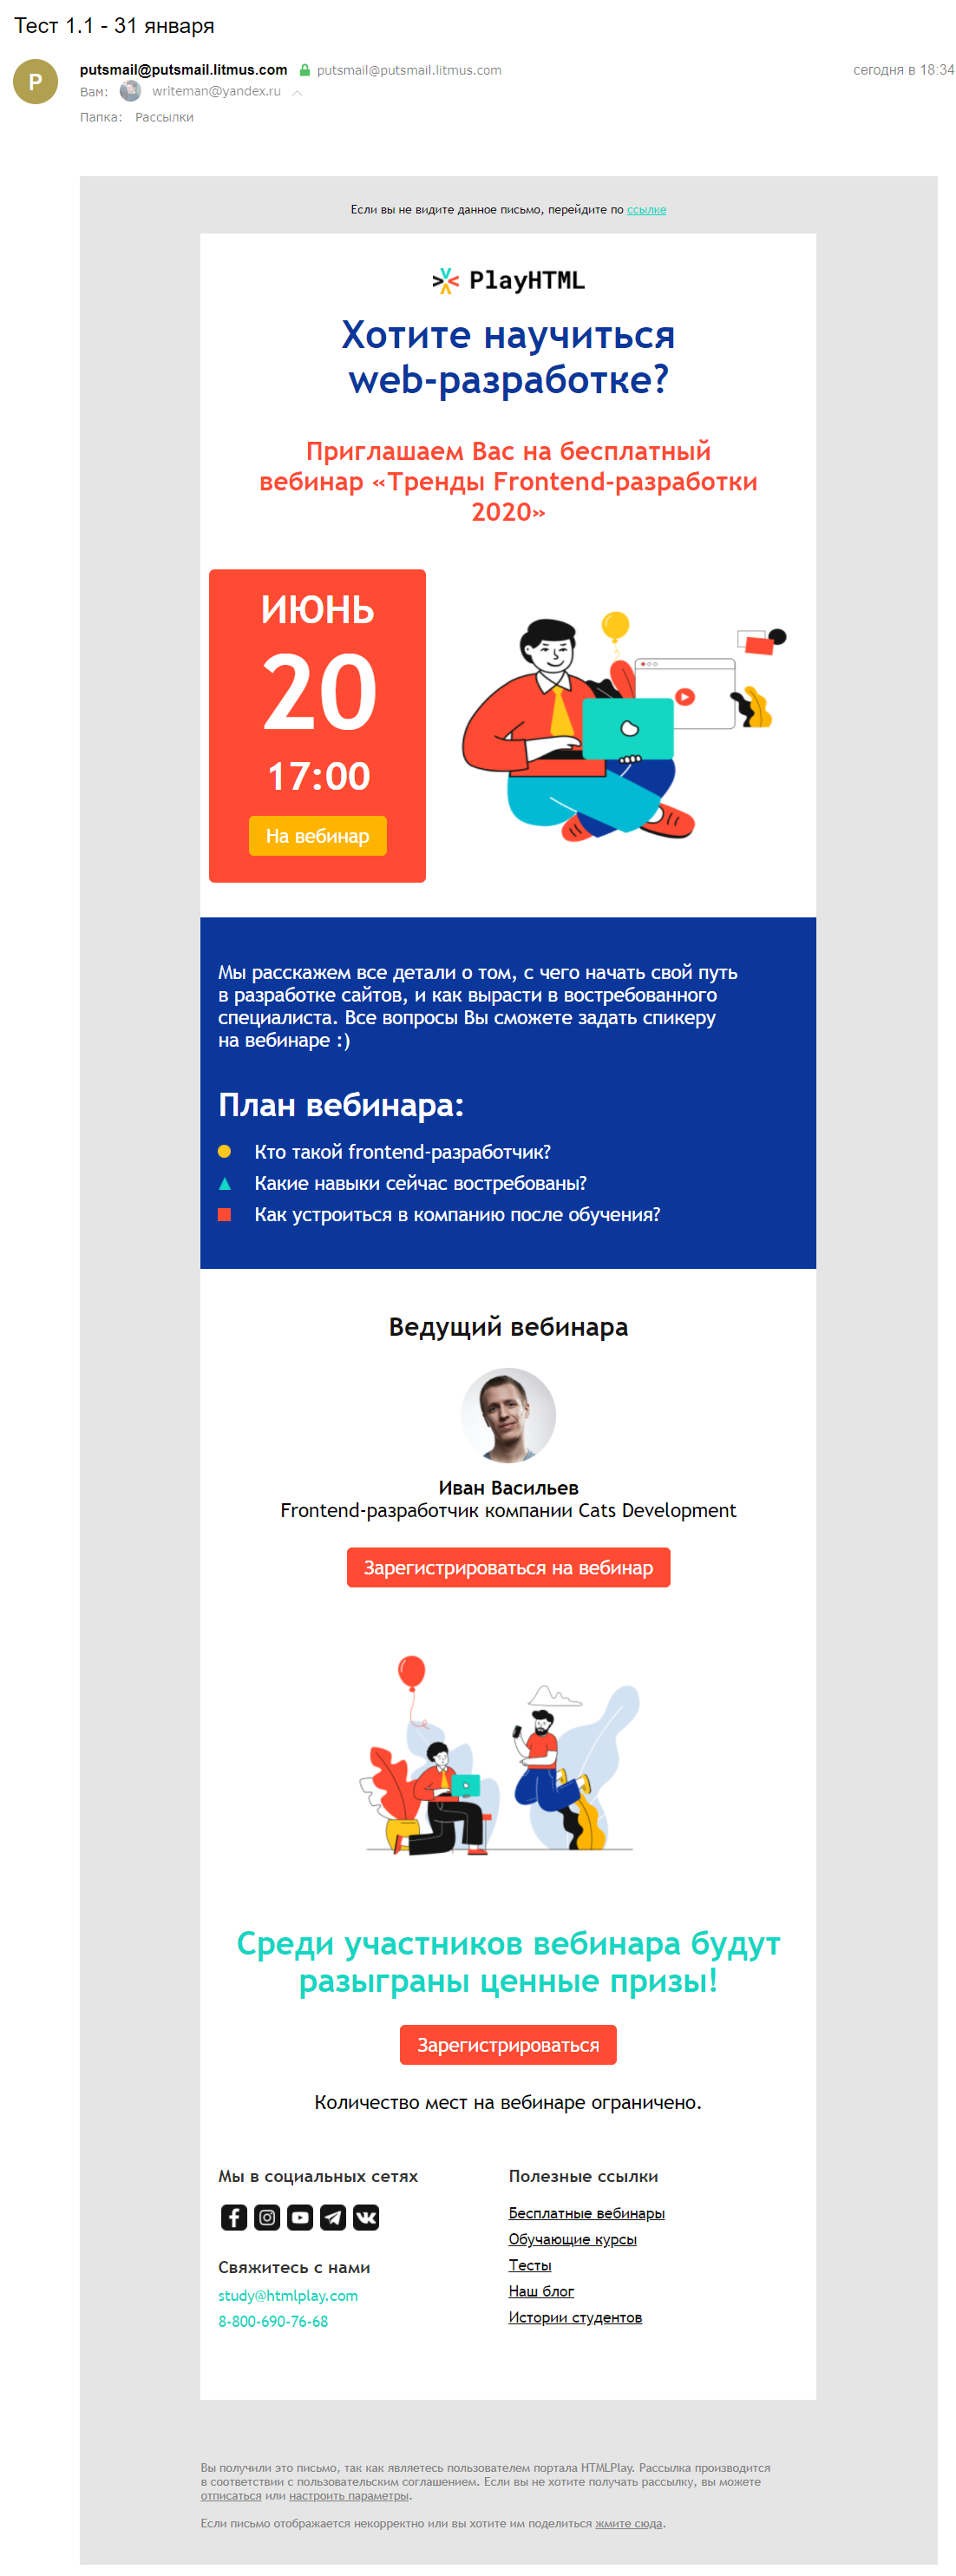 Тест 1.1 - 31 января
P
putsmail@putsmail.litmus.com putsmail@putsmail.litmus.com
сегодня в 18:34
Вам: writeman@yandex.ru
Папка: Рассылки
Если вы не видите данное письмо, перейдите по ссылке
PlayHTML
Хотите научиться
web-разработке?
Приглашаем Вас на бесплатный
вебинар «Тренды Frontend-разработки
2020»
ИЮНЬ
20
17:00
На вебинар
Мы расскажем все детали о том, с чего начать свой путь
в разработке сайтов, и как вырасти в востребованного
специалиста. Все вопросы Вы сможете задать спикеру
на вебинаре :)
План вебинара:
Кто такой frontend-разработчик?
Какие навыки сейчас востребованы?
Как устроиться в компанию после обучения?
Ведущий вебинара
Иван Васильев
Frontend-разработчик компании Cats Development
Зарегистрироваться на вебинар
Среди участников вебинара будут
разыграны ценные призы!
Зарегистрироваться
Количество мест на вебинаре ограничено.
Мы в социальных сетях
Свяжитесь с нами
study@htmlplay.com
8-800-690-76-68
Полезные ссылки
Бесплатные вебинары
Обучающие курсы
Тесты
Наш блог
Истории студентов
Вы получили это письмо, так как являетесь пользователем портала HTMLPlay. Рассылка производится
в соответствии с пользовательским соглашением. Если вы не хотите получать рассылку, вы можете
отписаться или настроить параметры.
Если письмо отображается некорректно или вы хотите им поделиться жмите сюда.